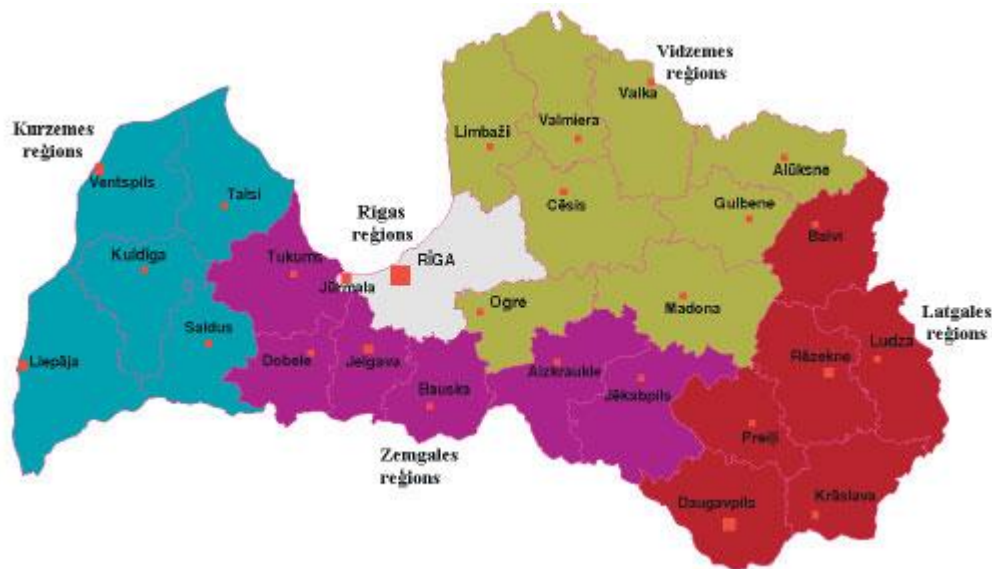 Vidzemes
reģions
Valka
Valmiera
Limbaži
Kurzemes
reģions
Alūksne
Ventspils
Talsi
Cēsis
Gulbene
Rīgas
reģions
Balvi
Kuldīga
Tukums
RĪGA
Jūrmala
Ogre
Madona
Latgales
reģions
Saldus
Ludza
Liepāja
Dobele
Jelgava
Rēzekne
Aizkraukle
Bauska
Jēkabpils
Preiļi
Zemgales
reģions
Daugavpils
Krāslava